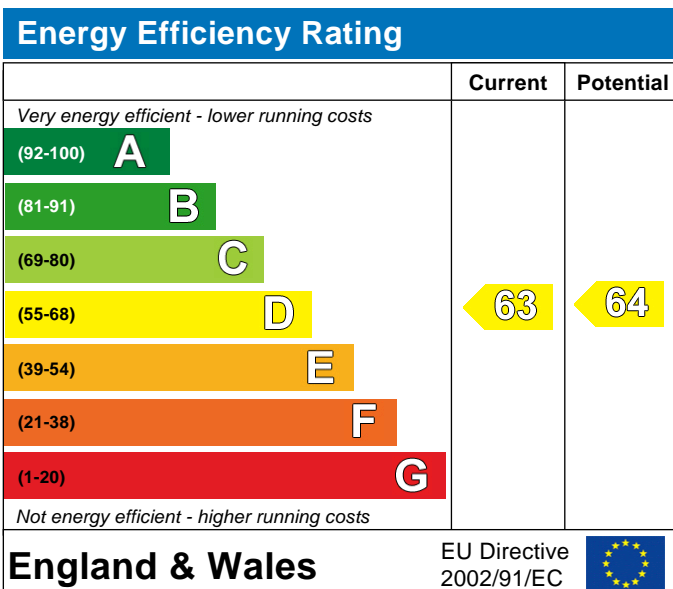 Energy Efficiency Rating
Current Potential
Very energy efficient - lower running costs
(92-100) A
(81-91) B
(69-80) C
(55-68) D 63 64
(39-54) E
(21-38) F
(1-20) G
Not energy efficient - higher running costs
England & Wales
EU Directive
2002/91/EC